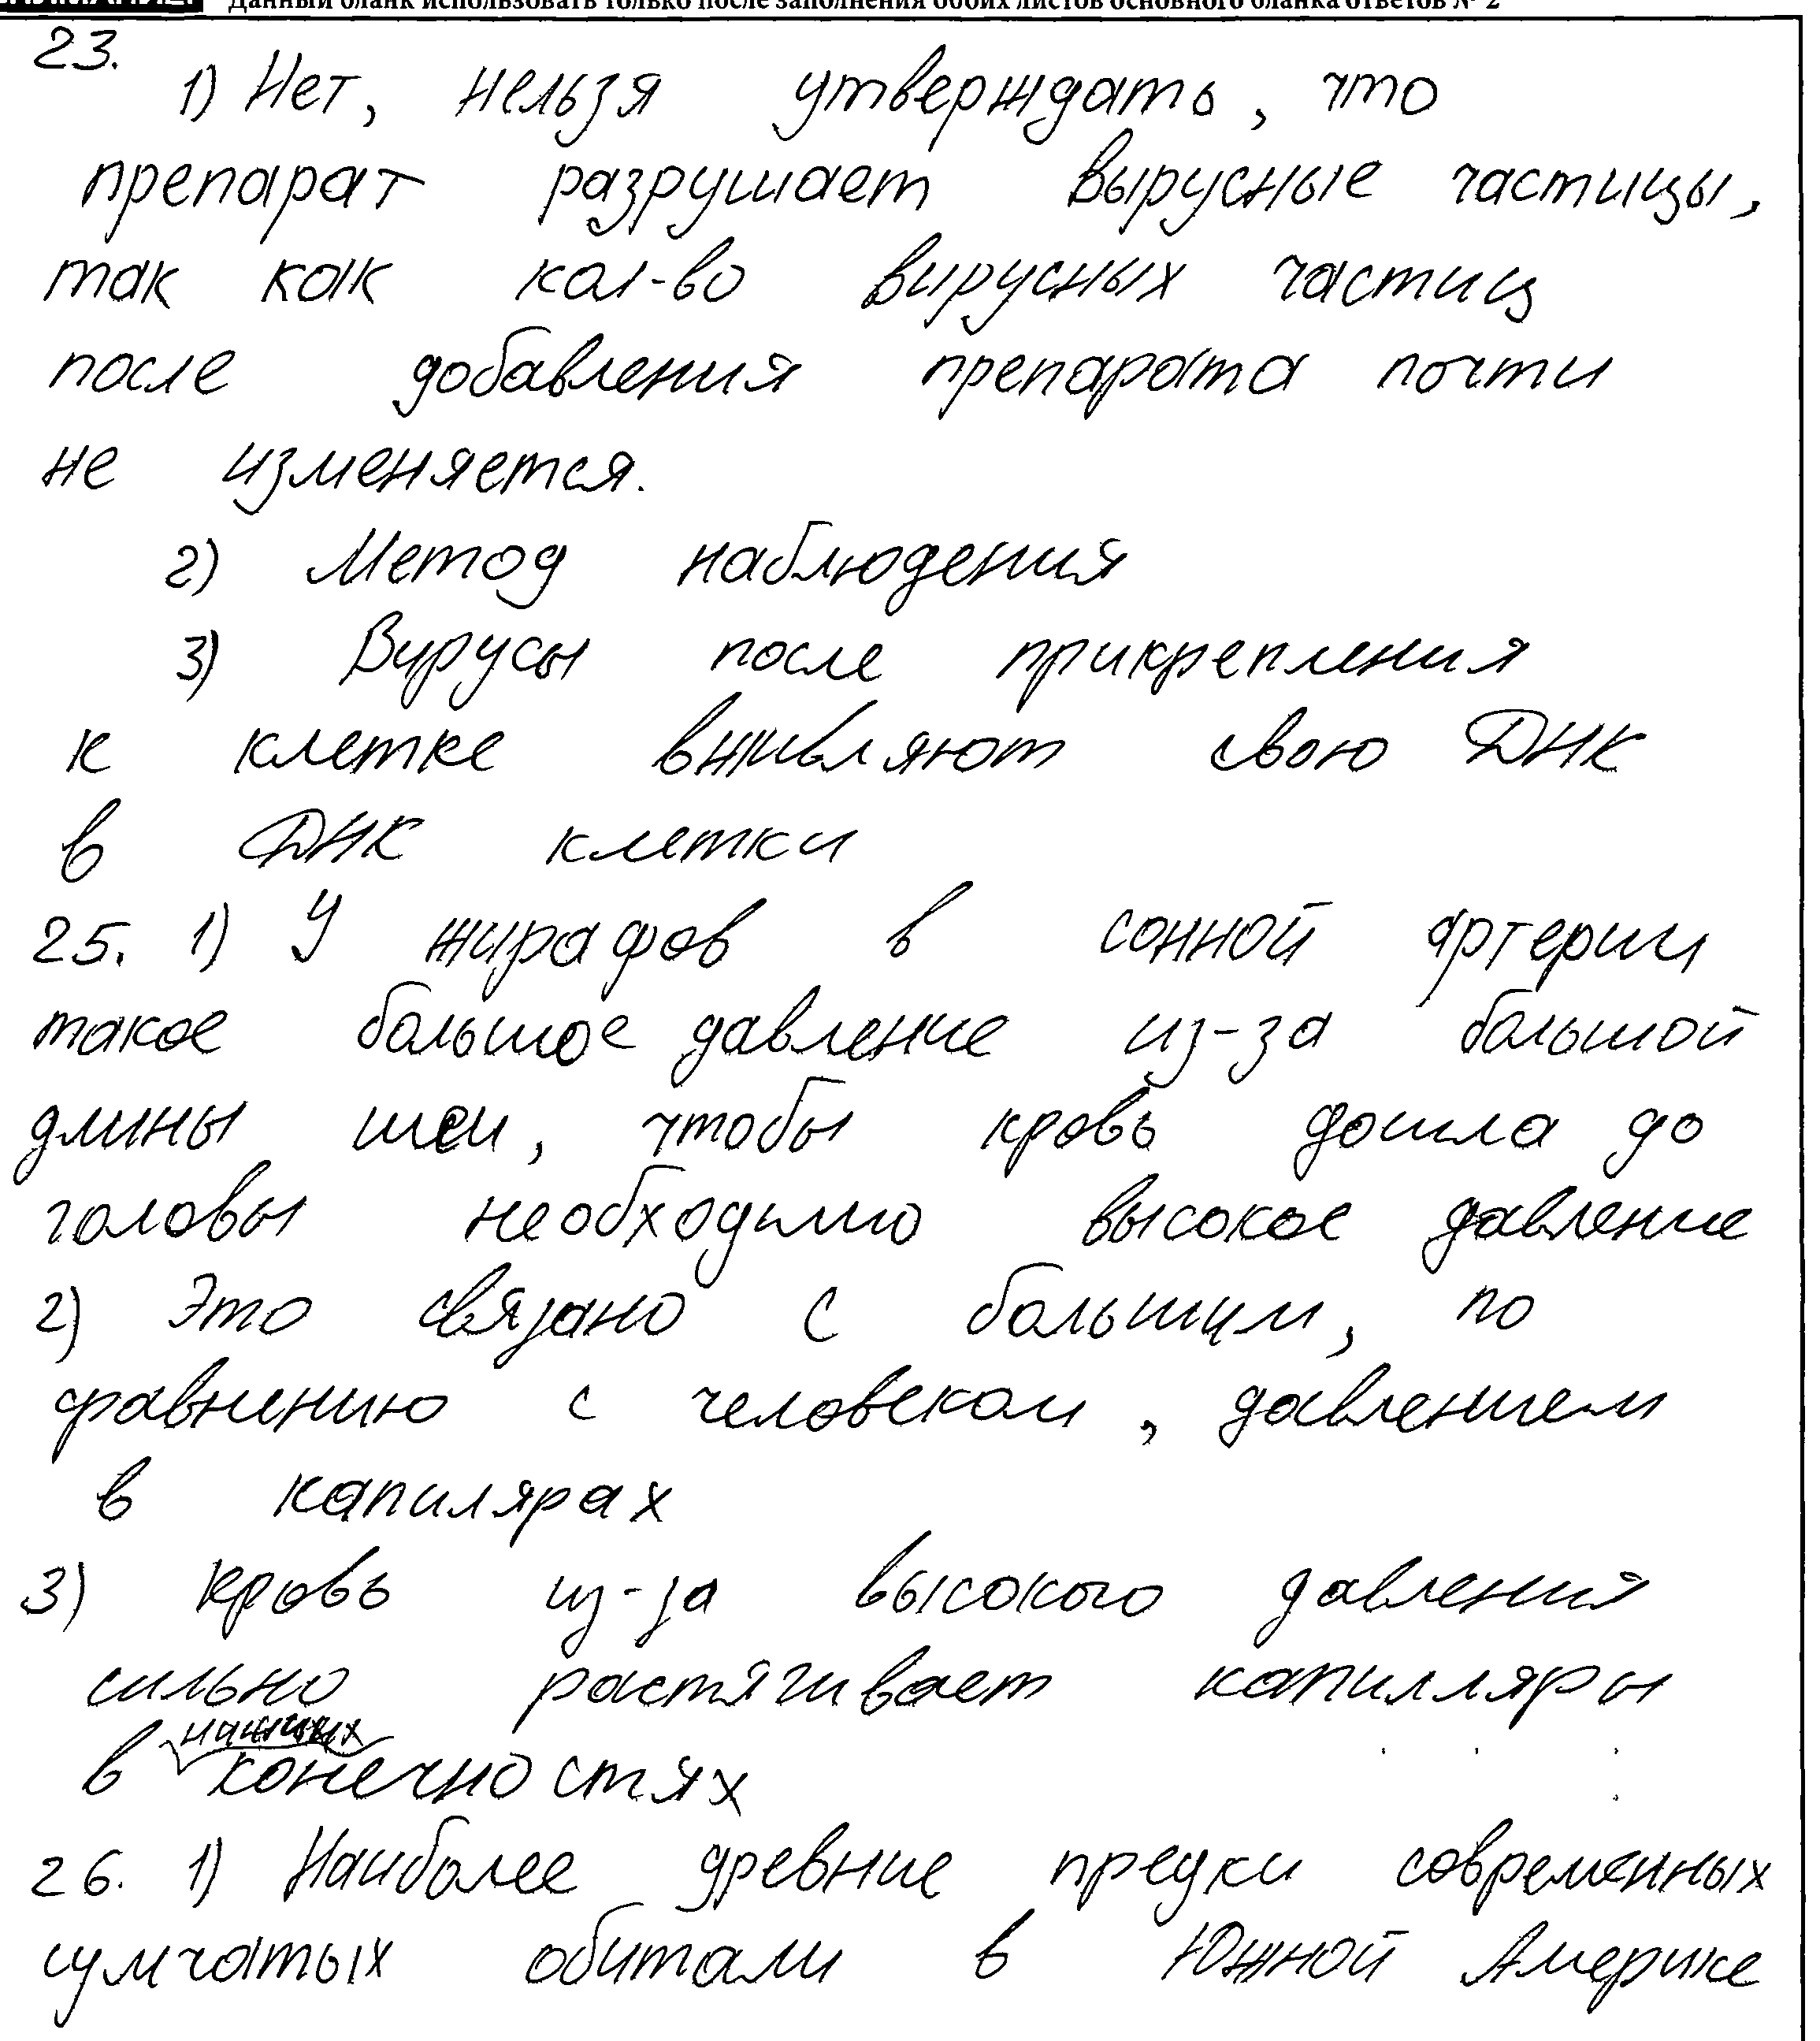 Данный бланк использовать только после заполнения обоих листов основного бланка ответов № 2
23.
1) Нет, нельзя утверждать, что
препарат разрушает вырусные частицы,
так как кол-во вирусных частиц
после добавления препарата почти
не изменяется.
2) Метод наблюдения
3) Вирусы после прикрепления
к клетке вживляют свою ДНК
в ДНК клетки
25. 1) У жирафов в сонной артерии
такое большое давление из-за большой
длины шеи, чтобы кровь дошла до
головы необходимо высокое давление
2) Это связано с большим, по
сравнению с человеком, давлением
в капилярах
3) Кровь из-за высокого давления
сильно растягивает капилляры
нижних
в конечностях
26. 1) Наиболее древние предки современных
сумчатых обитали в Южной Америке